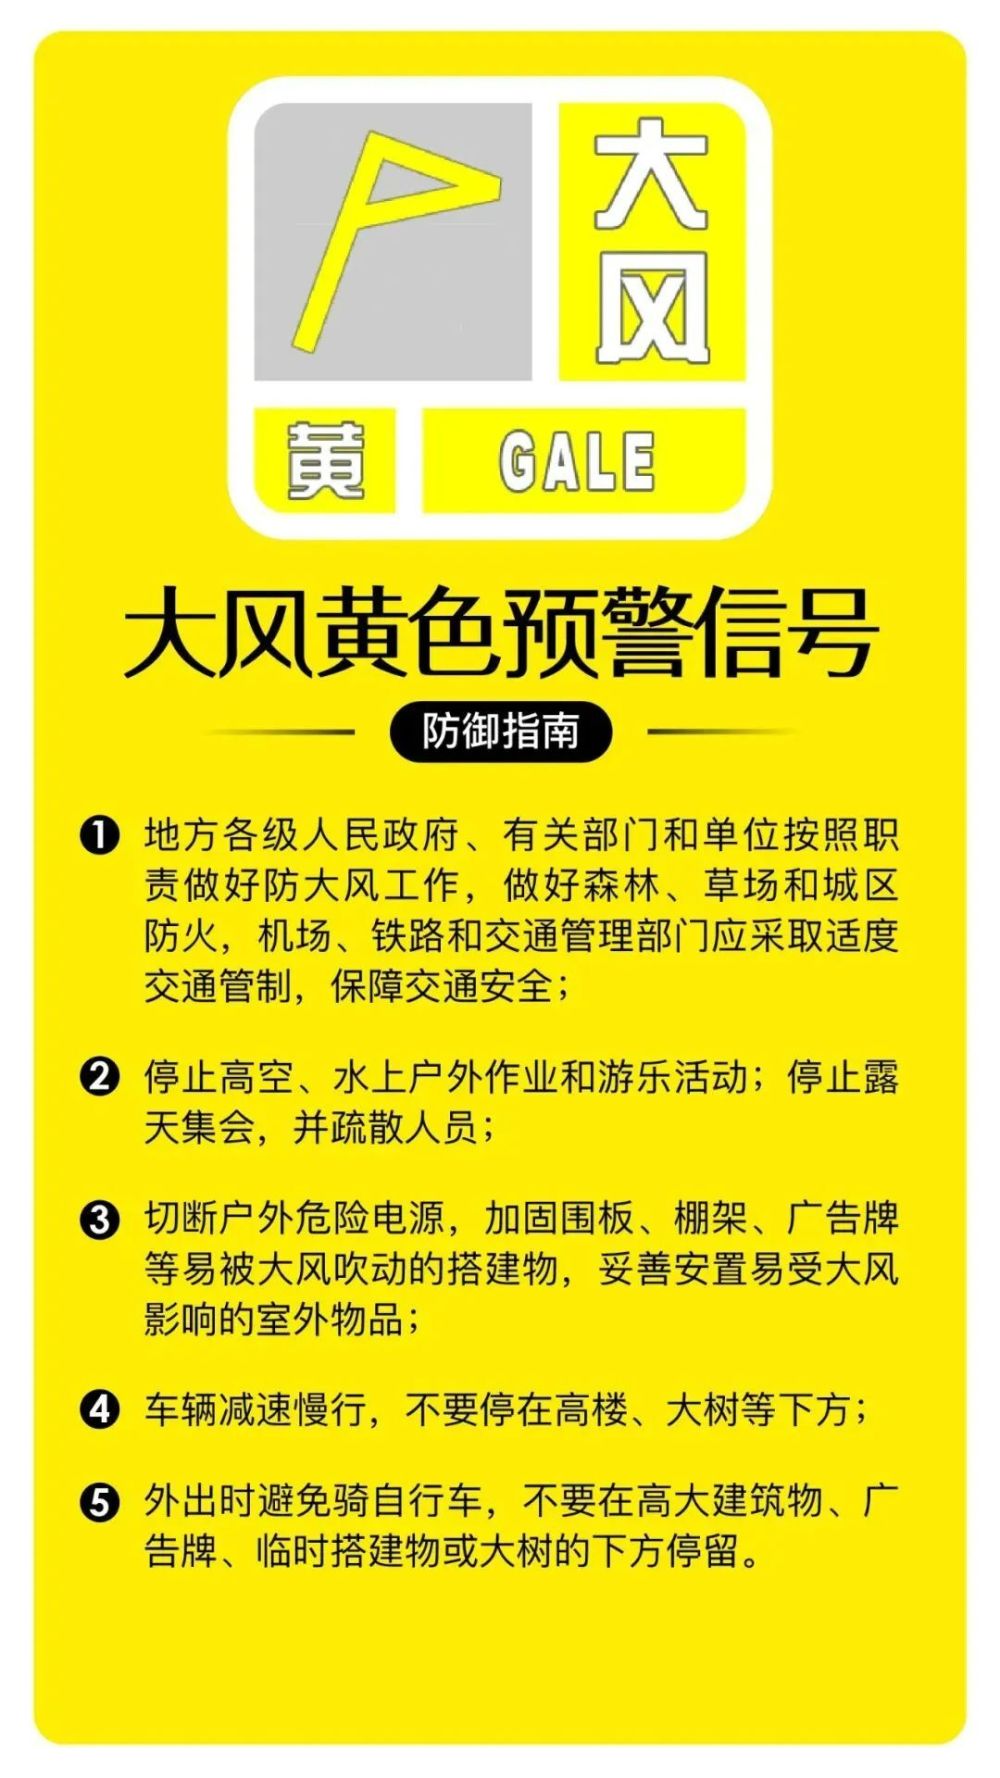 大
风
黄
GALE
大风黄色预警信号
防御指南
1 地方各级人民政府、有关部门和单位按照职
责做好防大风工作，做好森林、草场和城区
防火，机场、铁路和交通管理部门应采取适度
交通管制，保障交通安全；
2 停止高空、水上户外作业和游乐活动；停止露
天集会，并疏散人员；
3 切断户外危险电源，加固围板、棚架、广告牌
等易被大风吹动的搭建物，妥善安置易受大风
影响的室外物品；
4 车辆减速慢行，不要停在高楼、大树等下方；
5 外出时避免骑自行车，不要在高大建筑物、广
告牌、临时搭建物或大树的下方停留。